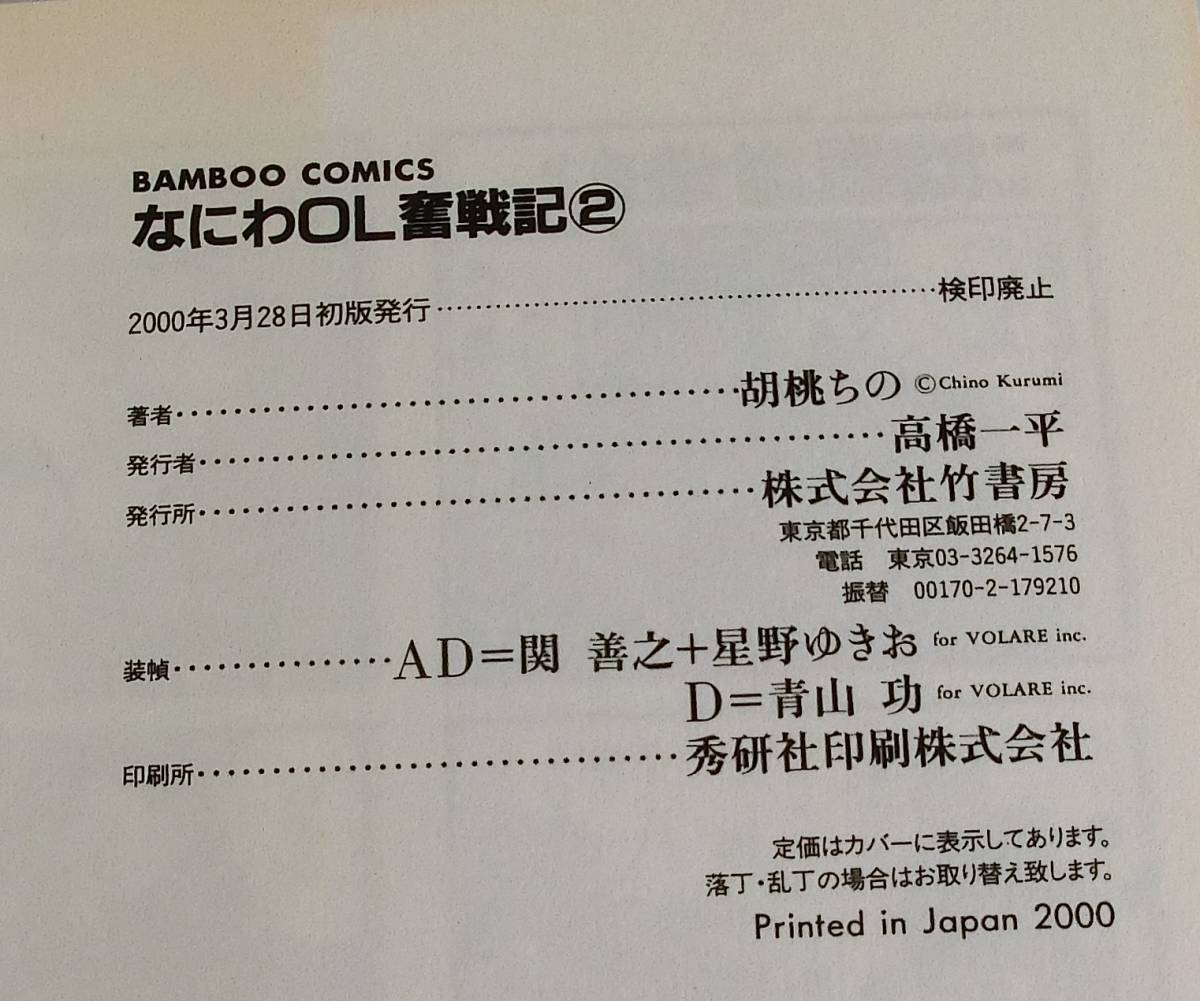 BAMBOO COMICS
なにわOL奮戦記②
2000年3月28日初版発行……………………………………検印廃止
著者……………………………………胡桃ちの ©Chino Kurumi
発行者……………………………………高橋一平
発行所……………………………………株式会社竹書房
東京都千代田区飯田橋2-7-3
電話 東京03-3264-1576
振替 00170-2-179210
装幀……………AD=関 善之+星野ゆきお for VOLARE inc.
D=青山 功 for VOLARE inc.
印刷所……………………………………秀研社印刷株式会社
定価はカバーに表示してあります。
落丁・乱丁の場合はお取り替え致します。
Printed in Japan 2000